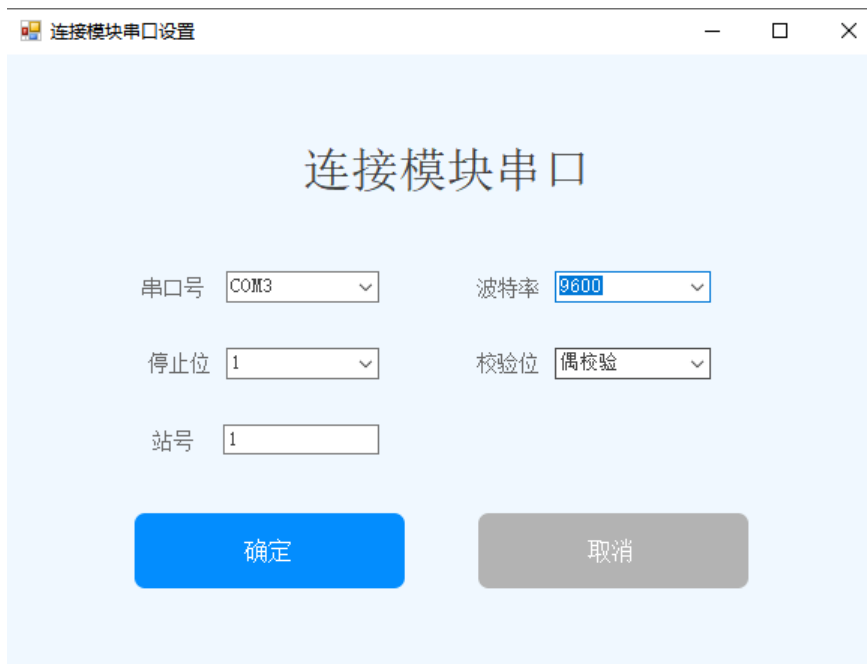 连接模块串口设置
连接模块串口
串口号 COM3 波特率 9600
停止位 1 校验位 偶校验
站号 1
确定 取消